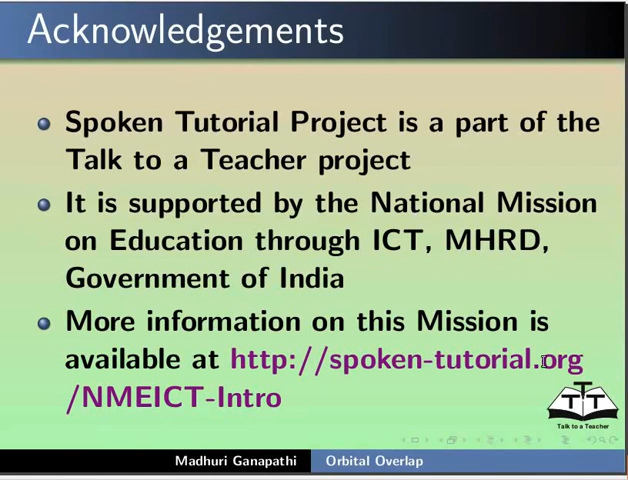 Acknowledgements
Spoken Tutorial Project is a part of the
Talk to a Teacher project
It is supported by the National Mission
on Education through ICT, MHRD,
Government of India
More information on this Mission is
available at http://spoken-tutorial.org
/NMEICT-Intro
T T T
Talk to a Teacher
Madhuri Ganapathi Orbital Overlap